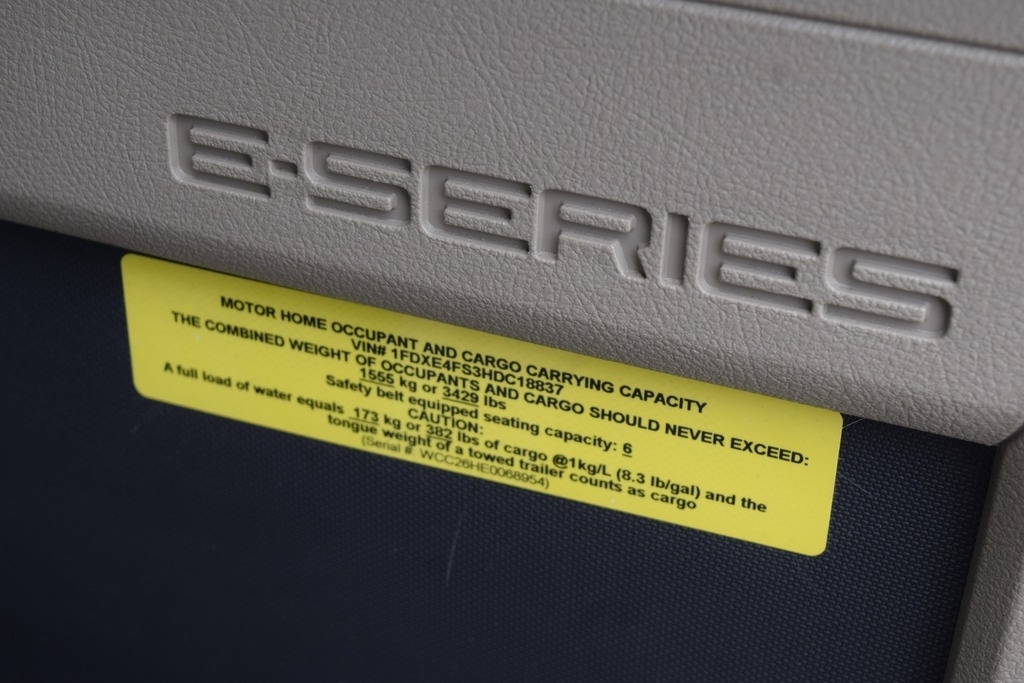 E-SERIES
MOTOR HOME OCCUPANT AND CARGO CARRYING CAPACITY
VIN# 1FDXE4FS3HDC18837
THE COMBINED WEIGHT OF OCCUPANTS AND CARGO SHOULD NEVER EXCEED:
1555 kg or 3429 lbs
Safety belt equipped seating capacity: 6
CAUTION:
A full load of water equals 173 kg or 382 lbs of cargo @1kg/L (8.3 lb/gal) and the
tongue weight of a towed trailer counts as cargo
(Serial #: WCC26HE0068954)